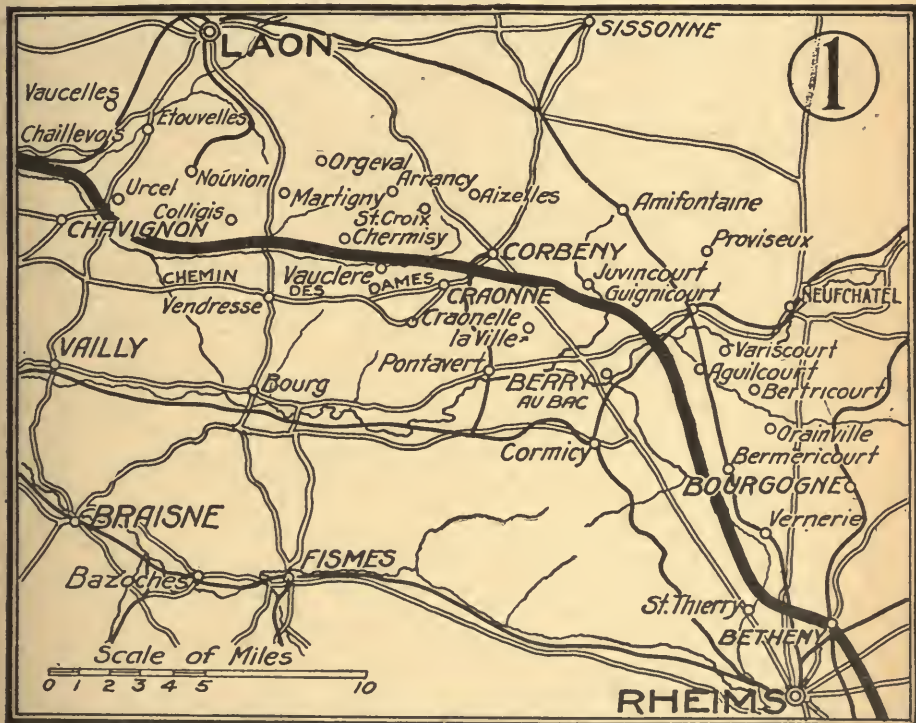 LAON
SISSONNE
1
Vaucelles
Chaillevois
Etouvelles
Orgeval
Nouvion
Martigny
Arrancy
Aizelles
Urcel
Colligis
St. Croix
Chermisy
Amifontaine
CHAVIGNON
CORBENY
Proviseux
CHEMIN
DES
AMES
Vauclere
Vendresse
CRAONNE
Juvincourt
Guignicourt
NEUFCHATEL
Craonelle
la Ville
VAILLY
Pontavert
Variscourt
Aguilcourt
Bourg
BERRY
AU BAC
Bertricourt
Orainville
Cormicy
Bermericourt
BOURGOGNE
BRAISNE
Vernerie
Bazoches
FISMES
St. Thierry
BETHENY
Scale of Miles
0 1 2 3 4 5 10
RHEIMS